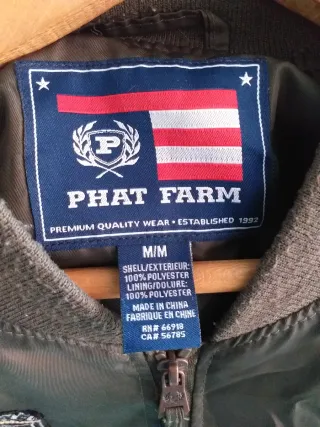 P
PHAT FARM
PREMIUM QUALITY WEAR • ESTABLISHED 1992
M/M
SHELL/EXTERIEUR:
100% POLYESTER
LINING/DOLURE:
100% POLYESTER
MADE IN CHINA
FABRIQUE EN CHINE
RN# 66918
CA# 56785